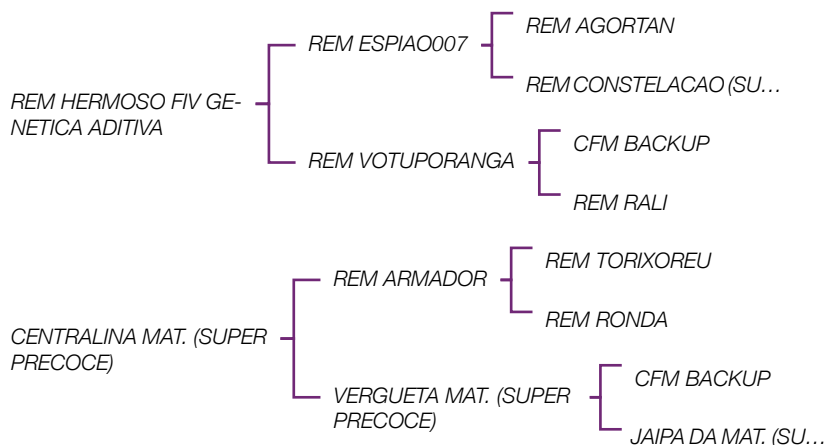 REM AGORTAN
REM ESPIAO007
REM CONSTELACAO (SU…
REM HERMOSO FIV GE-
NETICA ADITIVA
CFM BACKUP
REM VOTUPORANGA
REM RALI
REM TORIXOREU
REM ARMADOR
REM RONDA
CENTRALINA MAT. (SUPER
PRECOCE)
CFM BACKUP
VERGUETA MAT. (SUPER
PRECOCE)
JAIPA DA MAT. (SU…